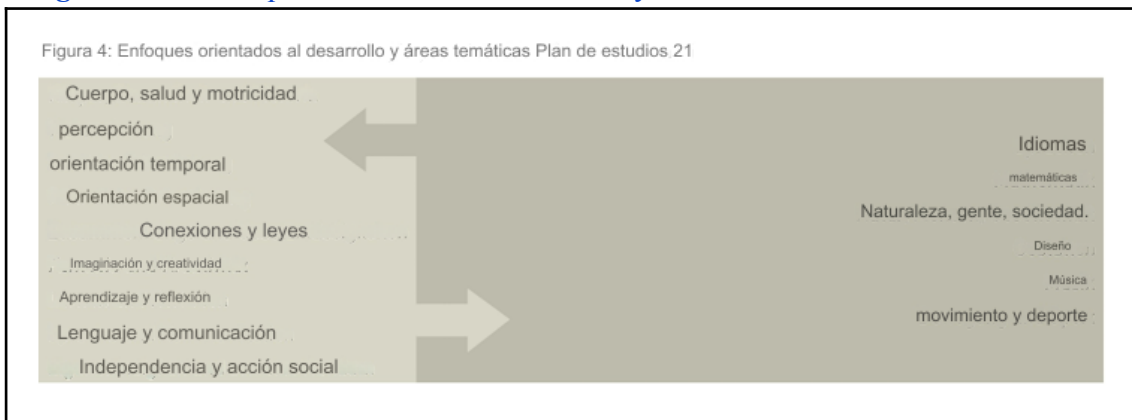 Figura 4: Enfoques orientados al desarrollo y áreas temáticas Plan de estudios 21
Cuerpo, salud y motricidad
percepción
orientación temporal
Orientación espacial
Conexiones y leyes
Imaginación y creatividad
Aprendizaje y reflexión
Lenguaje y comunicación
Independencia y acción social
Idiomas
matemáticas
Naturaleza, gente, sociedad.
Diseño
Música
movimiento y deporte